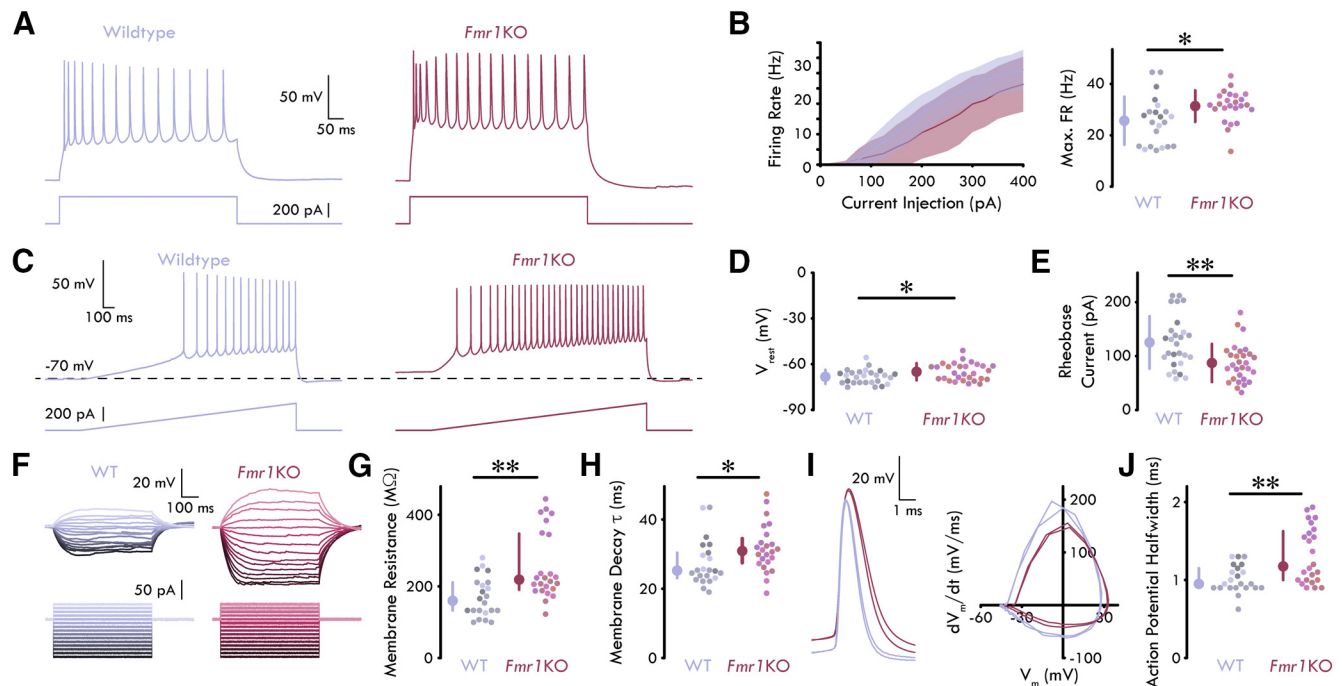 A
Wildtype
Fmr1KO
50 mV
50 ms
200 pA
B
Firing Rate (Hz)
40
30
20
10
0
0 100 200 300 400
Current Injection (pA)
*
Max. FR (Hz)
40
20
0
WT Fmr1KO
C
Wildtype
Fmr1KO
50 mV
100 ms
-70 mV
200 pA
D
*
Vrest (mV)
0
-30
-60
-90
WT Fmr1KO
E
**
Rheobase
Current (pA)
200
100
0
WT Fmr1KO
F
WT
Fmr1KO
20 mV
100 ms
50 pA
G
**
Membrane Resistance (MΩ)
400
200
0
WT Fmr1KO
H
*
Membrane Decay τ (ms)
40
20
0
WT Fmr1KO
I
20 mV
1 ms
dVm/dt (mV/ms)
200
100
-60 -30 30
-100
Vm (mV)
J
**
Action Potential Halfwidth (ms)
2
1
0
WT Fmr1KO